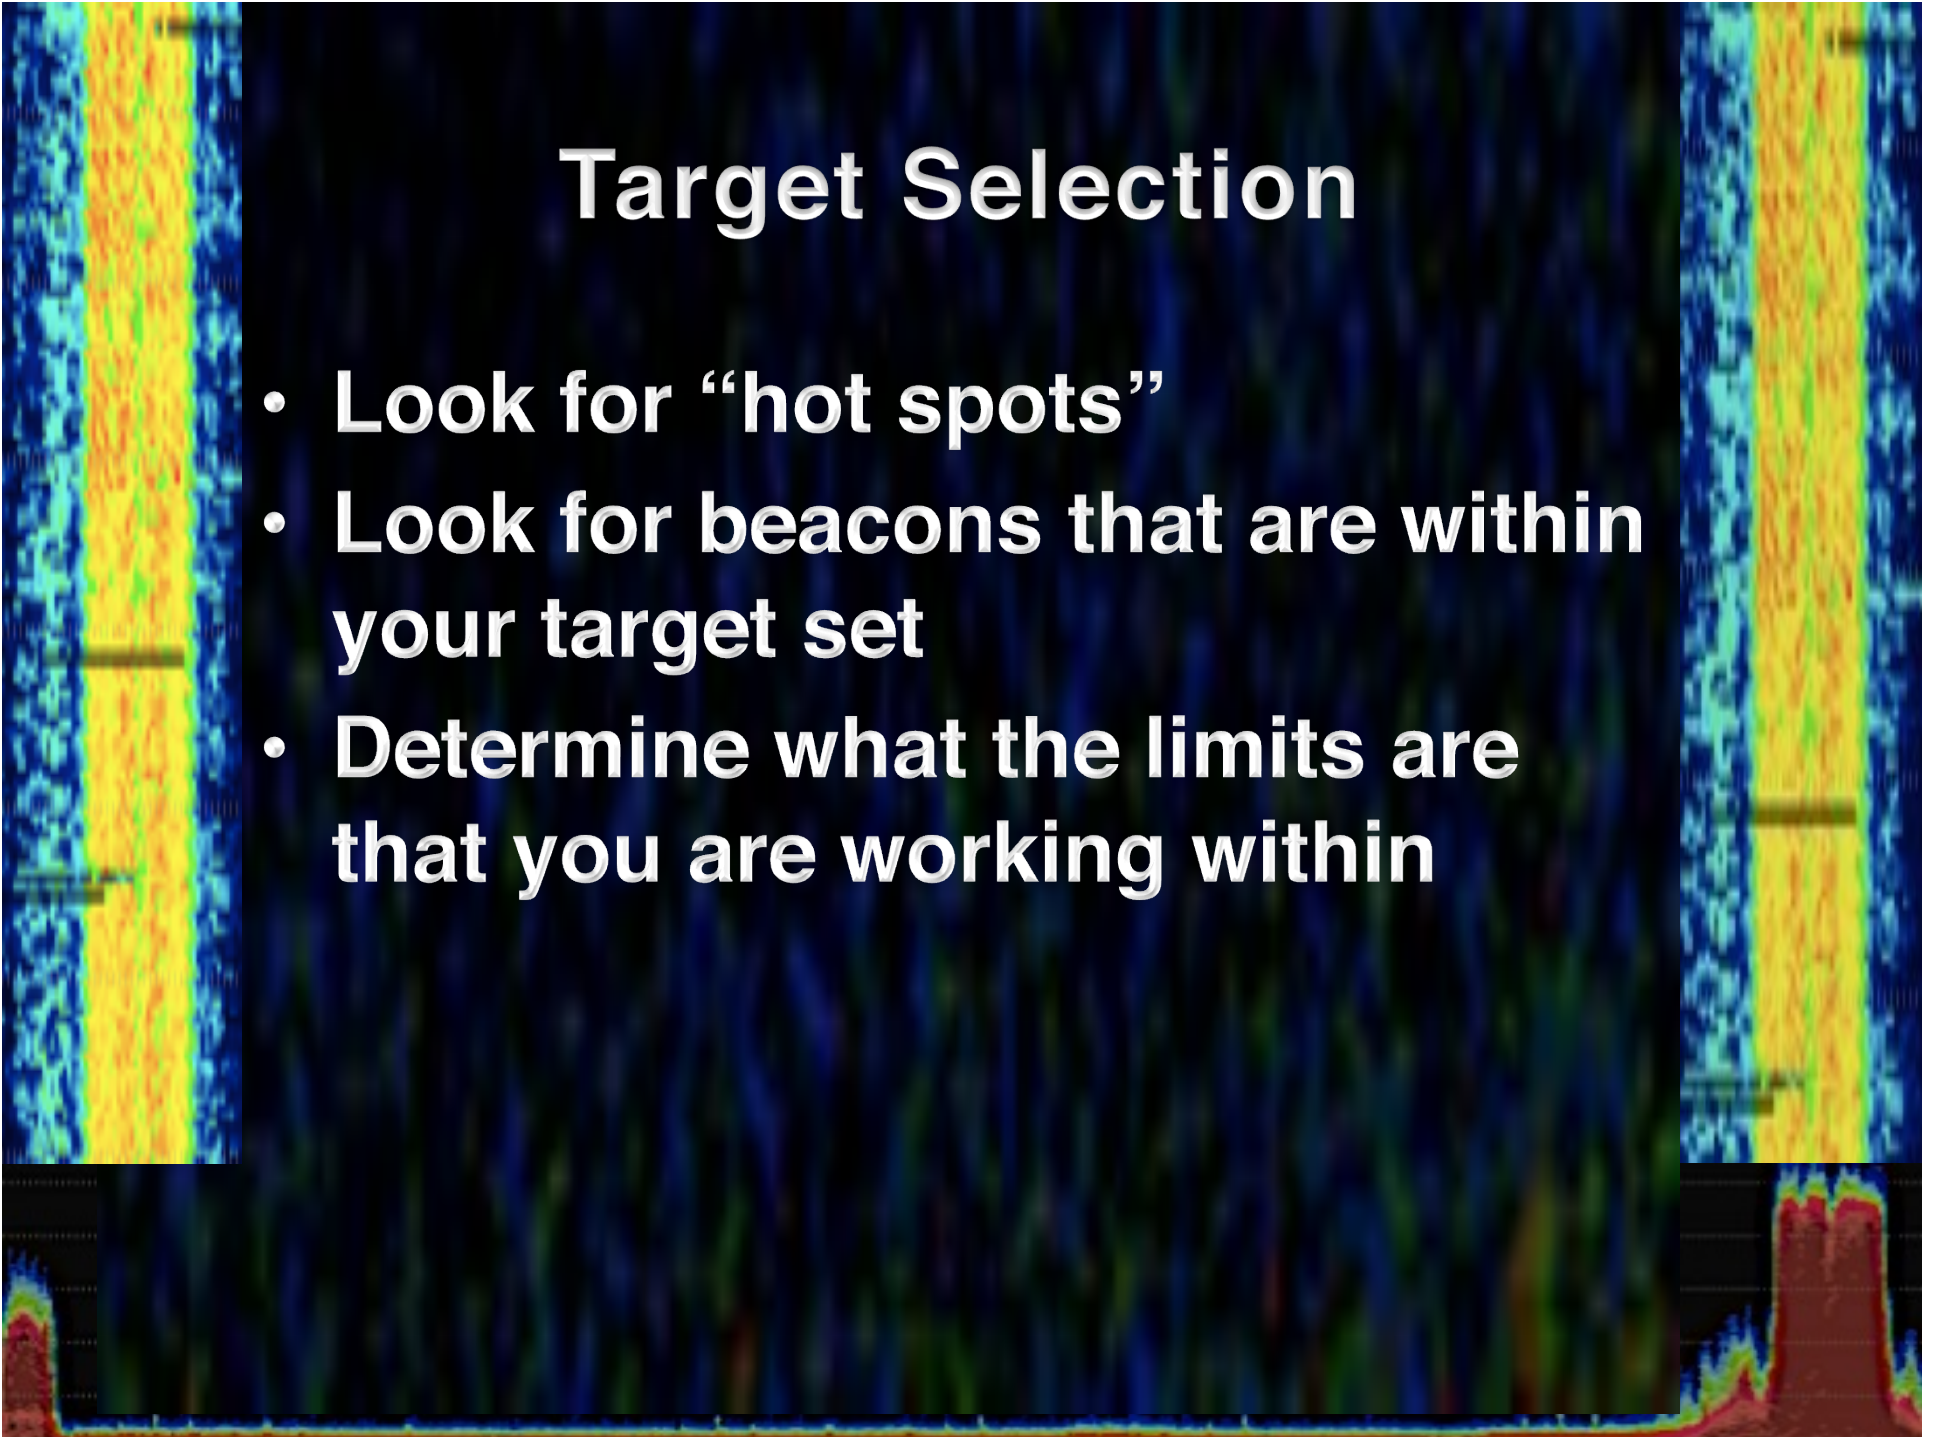 Target Selection
• Look for “hot spots”
• Look for beacons that are within
your target set
• Determine what the limits are
that you are working within